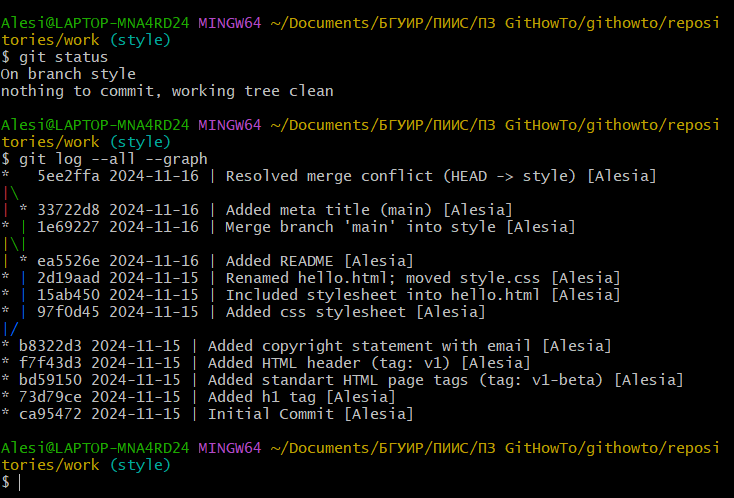 Alesi@LAPTOP-MNA4RD24 MINGW64 ~/Documents/БГУИР/ПИИС/ПЗ GitHowTo/githowto/reposi
tories/work (style)
$ git status
On branch style
nothing to commit, working tree clean
Alesi@LAPTOP-MNA4RD24 MINGW64 ~/Documents/БГУИР/ПИИС/ПЗ GitHowTo/githowto/reposi
tories/work (style)
$ git log --all --graph
*   5ee2ffa 2024-11-16 | Resolved merge conflict (HEAD -> style) [Alesia]
|\
| * 33722d8 2024-11-16 | Added meta title (main) [Alesia]
* | 1e69227 2024-11-16 | Merge branch 'main' into style [Alesia]
|\|
| * ea5526e 2024-11-16 | Added README [Alesia]
* | 2d19aad 2024-11-15 | Renamed hello.html; moved style.css [Alesia]
* | 15ab450 2024-11-15 | Included stylesheet into hello.html [Alesia]
* | 97f0d45 2024-11-15 | Added css stylesheet [Alesia]
|/
* b8322d3 2024-11-15 | Added copyright statement with email [Alesia]
* f7f43d3 2024-11-15 | Added HTML header (tag: v1) [Alesia]
* bd59150 2024-11-15 | Added standart HTML page tags (tag: v1-beta) [Alesia]
* 73d79ce 2024-11-15 | Added h1 tag [Alesia]
* ca95472 2024-11-15 | Initial Commit [Alesia]
Alesi@LAPTOP-MNA4RD24 MINGW64 ~/Documents/БГУИР/ПИИС/ПЗ GitHowTo/githowto/reposi
tories/work (style)
$